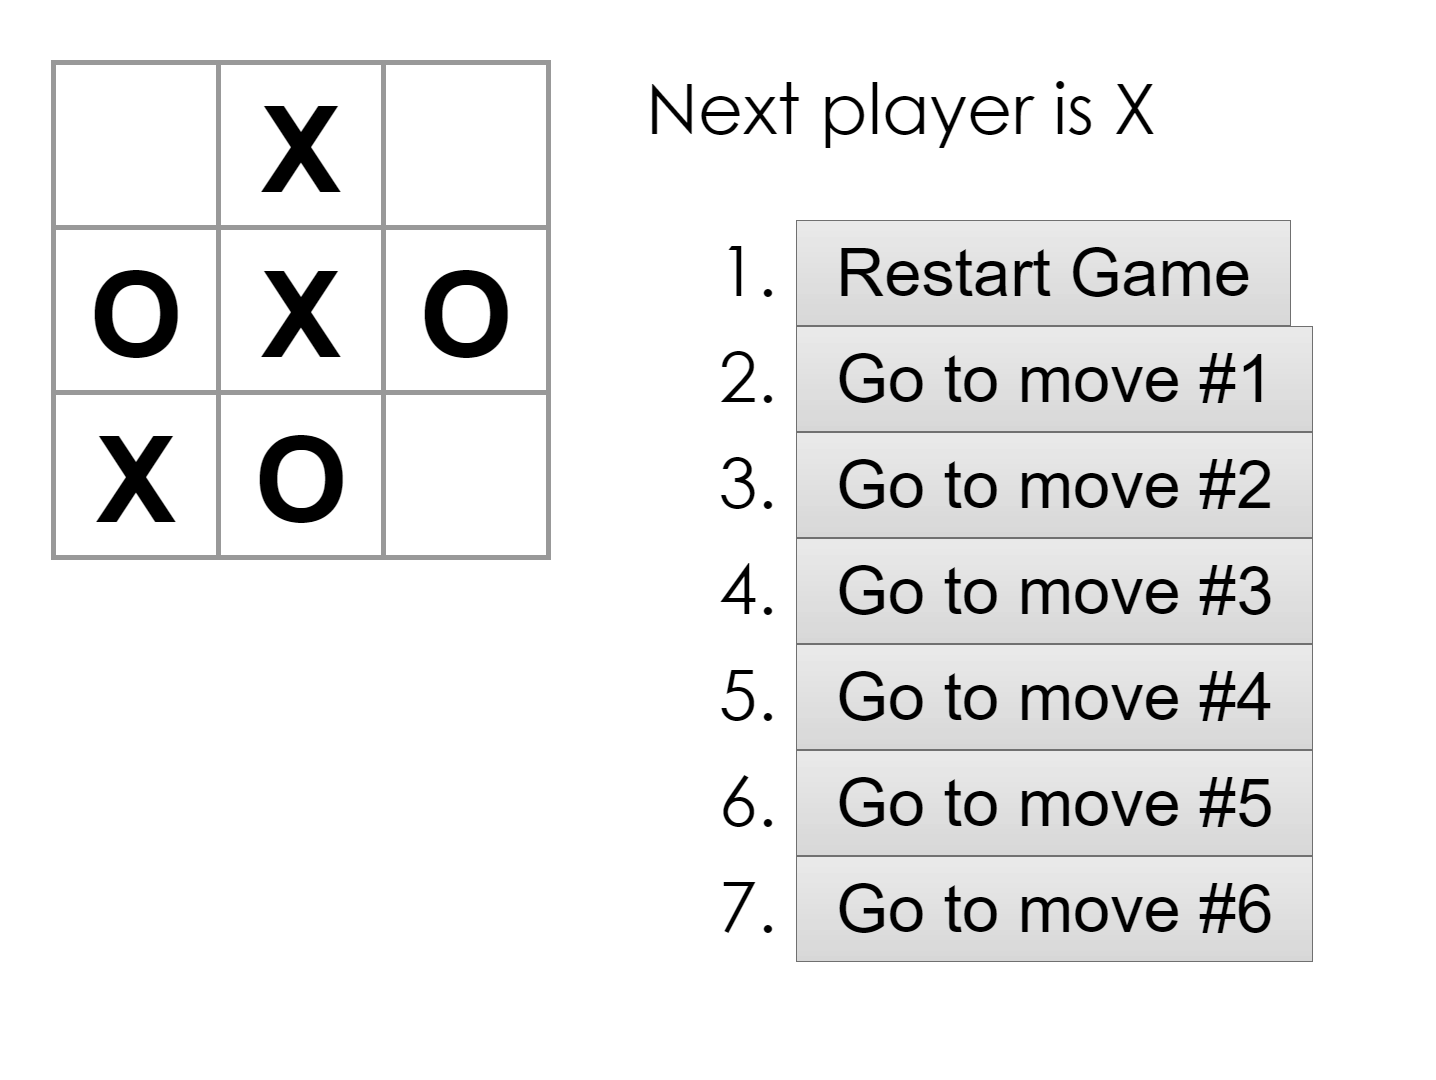 X
O X O
X O
Next player is X
1. Restart Game
2. Go to move #1
3. Go to move #2
4. Go to move #3
5. Go to move #4
6. Go to move #5
7. Go to move #6